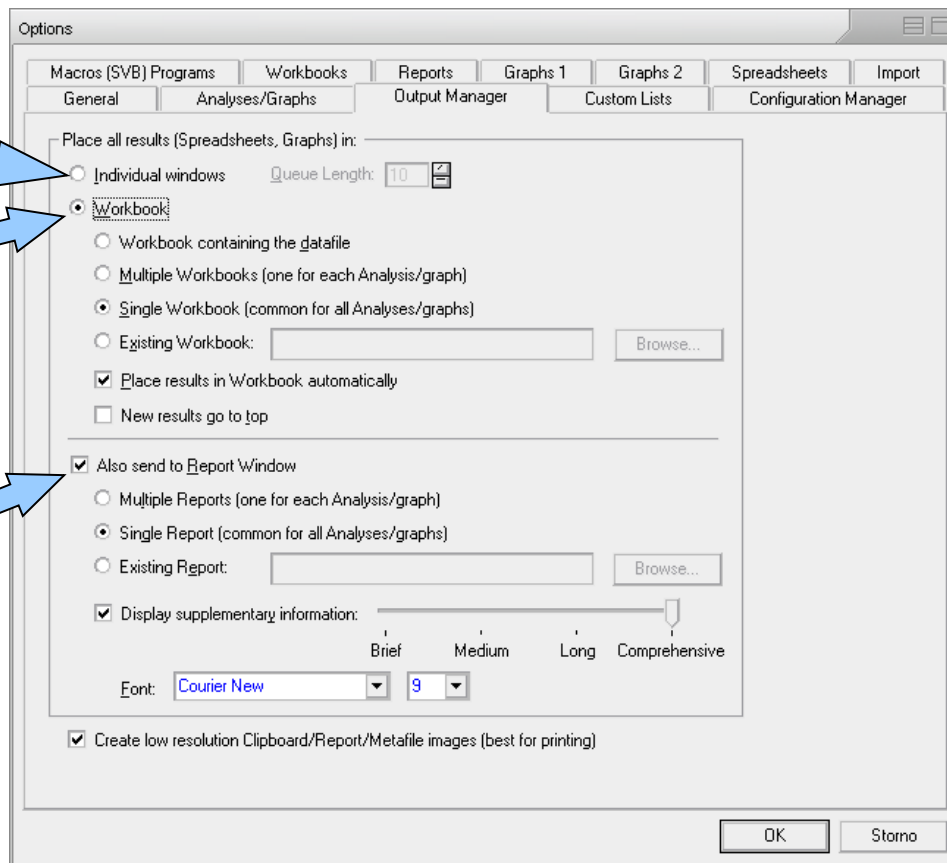 Options
Macros (SVB) Programs Workbooks Reports Graphs 1 Graphs 2 Spreadsheets Import
General Analyses/Graphs Output Manager Custom Lists Configuration Manager
Place all results (Spreadsheets, Graphs) in:
Individual windows Queue Length: 10
Workbook
Workbook containing the datafile
Multiple Workbooks (one for each Analysis/graph)
Single Workbook (common for all Analyses/graphs)
Existing Workbook: Browse...
Place results in Workbook automatically
New results go to top
Also send to Report Window
Multiple Reports (one for each Analysis/graph)
Single Report (common for all Analyses/graphs)
Existing Report: Browse...
Display supplementary information:
Brief Medium Long Comprehensive
Font: Courier New 9
Create low resolution Clipboard/Report/Metafile images (best for printing)
OK Storno